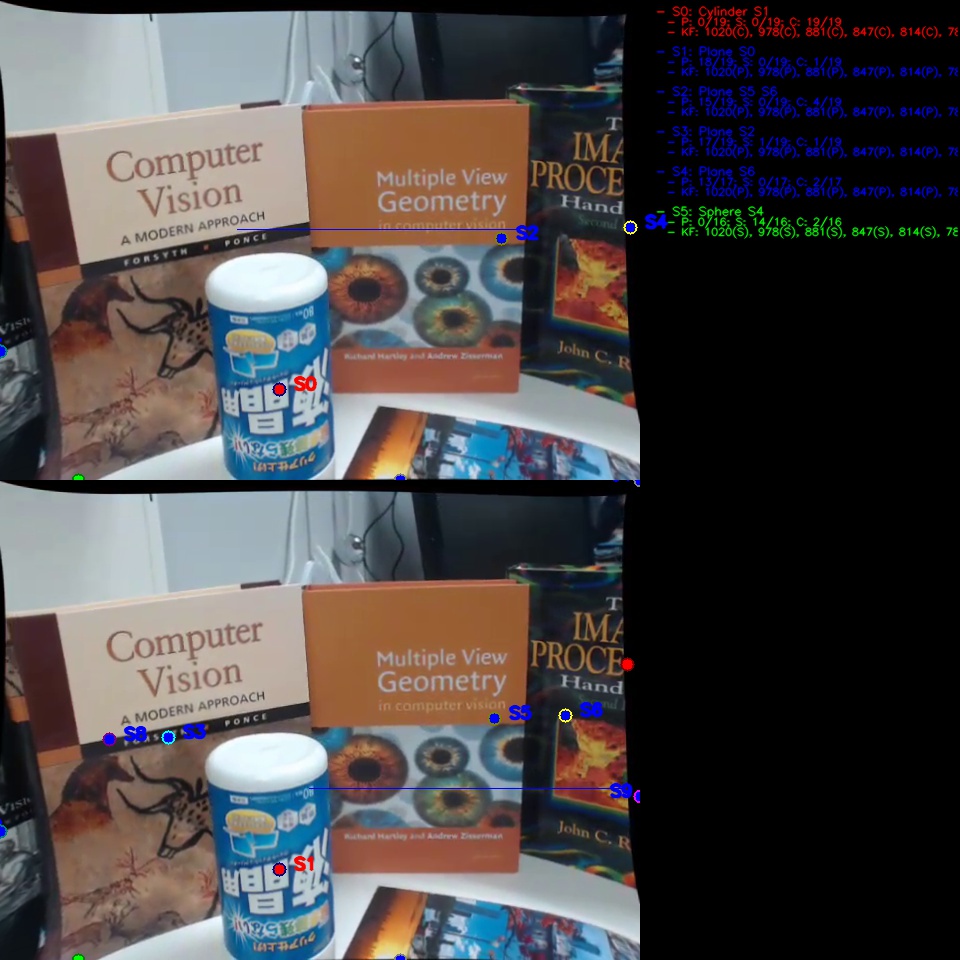 - S0: Cylinder S1
- P: 0/19; S: 0/19; C: 19/19
- KF: 1020(C), 978(C), 881(C), 847(C), 814(C), 78
- S1: Plane S0
- P: 18/19; S: 0/19; C: 1/19
- KF: 1020(P), 978(P), 881(P), 847(P), 814(P), 78
- S2: Plane S5 S6
- P: 15/19; S: 0/19; C: 4/19
- KF: 1020(P), 978(P), 881(P), 847(P), 814(P), 78
- S3: Plane S2
- P: 17/19; S: 1/19; C: 1/19
- KF: 1020(P), 978(P), 881(P), 847(P), 814(P), 78
- S4: Plane S6
- P: 13/17; S: 0/17; C: 2/17
- KF: 1020(P), 978(P), 881(P), 847(P), 814(P), 78
- S5: Sphere S4
- P: 0/16; S: 14/16; C: 2/16
- KF: 1020(S), 978(S), 881(S), 847(S), 814(S), 78
Computer
Vision
A MODERN APPROACH
FORSYTH PONCE
Multiple View
Geometry
in computer vision
Richard Hartley and Andrew Zisserman
T
IMA
PROCE
Hand
Second
John C. R
S2
S4
S0
Computer
Vision
A MODERN APPROACH
PONCE
Multiple View
Geometry
in computer vision
Richard Hartley and Andrew Zisserman
T
IMA
PROCE
Hand
Second
John C. R
S8
S3
S5
S6
S9
S1